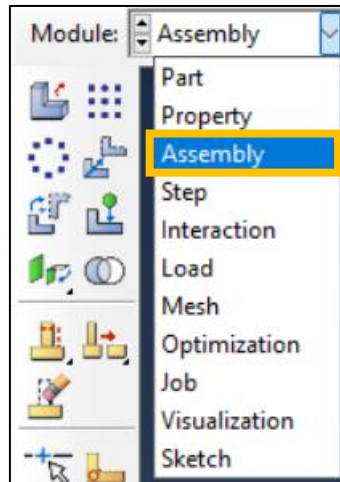 Module: Assembly
Part
Property
Assembly
Step
Interaction
Load
Mesh
Optimization
Job
Visualization
Sketch